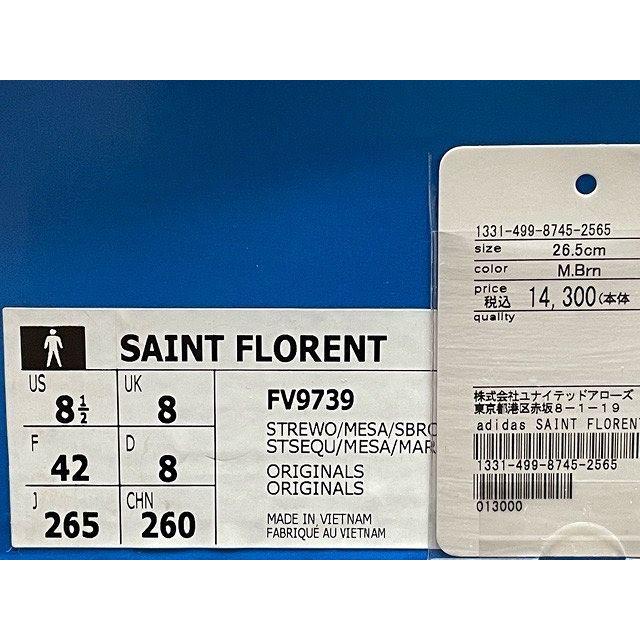 SAINT FLORENT
US 8½ UK 8
F 42 D 8
J 265 CHN 260
FV9739
STREWO/MESA/SBRO
STSEQU/MESA/MAR
ORIGINALS
ORIGINALS
MADE IN VIETNAM
FABRIQUÉ AU VIETNAM
1331-499-8745-2565
size 26.5cm
color M.Brn
price
税込 14,300(本体
quality
株式会社ユナイテッドアローズ
東京都港区赤坂8-1-19
adidas SAINT FLORENT
1331-499-8745-2565
013000